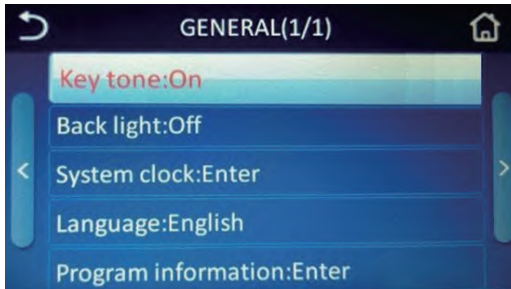 GENERAL(1/1)
Key tone:On
Back light:Off
System clock:Enter
Language:English
Program information:Enter